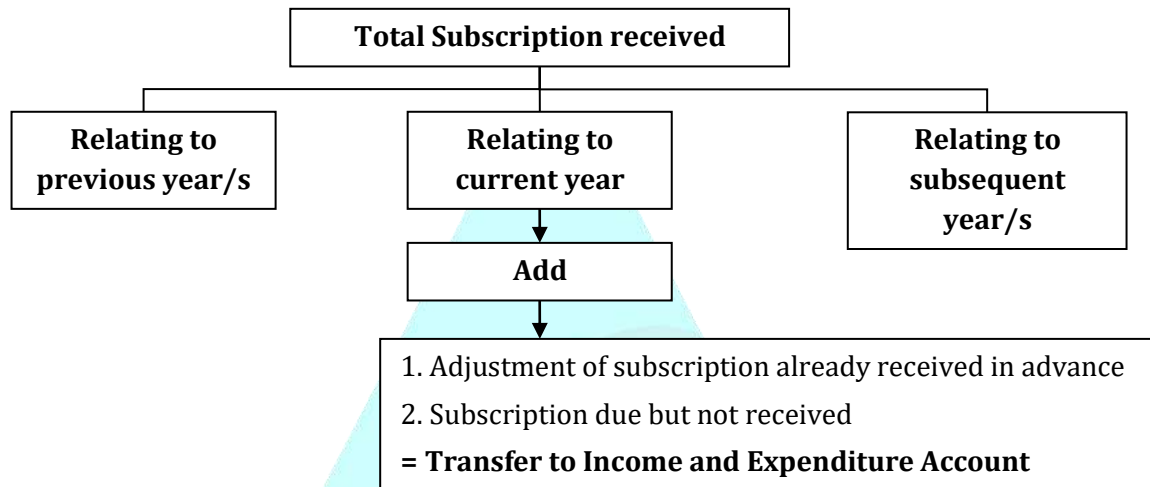 Total Subscription received
Relating to
previous year/s
Relating to
current year
Relating to
subsequent
year/s
Add
1. Adjustment of subscription already received in advance
2. Subscription due but not received
= Transfer to Income and Expenditure Account